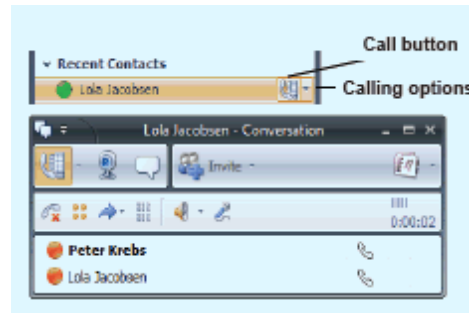 Call button
Recent Contacts
Lola Jacobsen
Calling options
Lola Jacobsen - Conversation
Invite
0:00:02
Peter Krebs
Lola Jacobsen